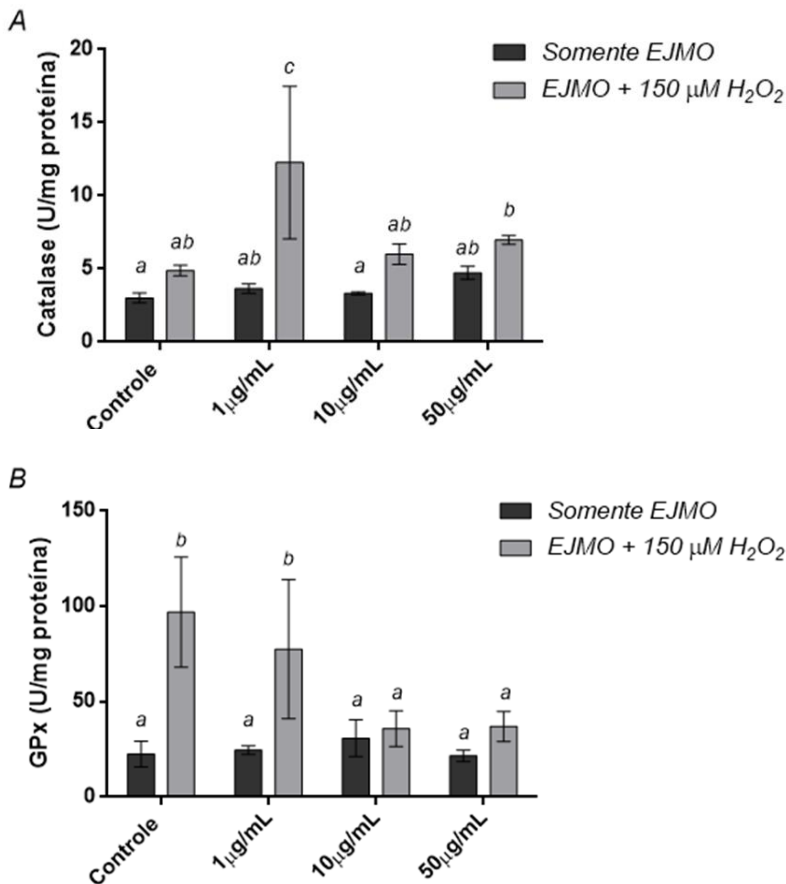 A
20
15
10
5
0
Catalase (U/mg proteína)
Somente EJMO
EJMO + 150 µM H₂O₂
a
ab
ab
c
a
ab
ab
b
Controle
1µg/mL
10µg/mL
50µg/mL
B
150
100
50
0
GPx (U/mg proteína)
Somente EJMO
EJMO + 150 µM H₂O₂
a
b
a
b
a
a
a
a
Controle
1µg/mL
10µg/mL
50µg/mL